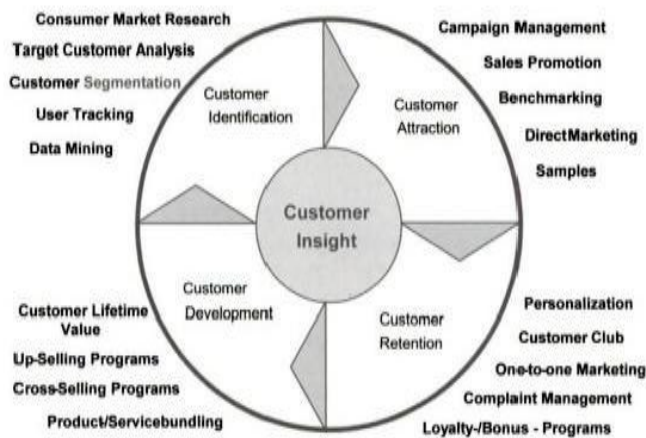 Consumer Market Research
Target Customer Analysis
Customer Segmentation
User Tracking
Data Mining
Customer
Identification
Campaign Management
Sales Promotion
Benchmarking
DirectMarketing
Samples
Customer
Attraction
Customer
Insight
Customer
Development
Customer Lifetime
Value
Up-Selling Programs
Cross-Selling Programs
Product/Servicebundling
Customer
Retention
Personalization
Customer Club
One-to-one Marketing
Complaint Management
Loyalty-/Bonus - Programs